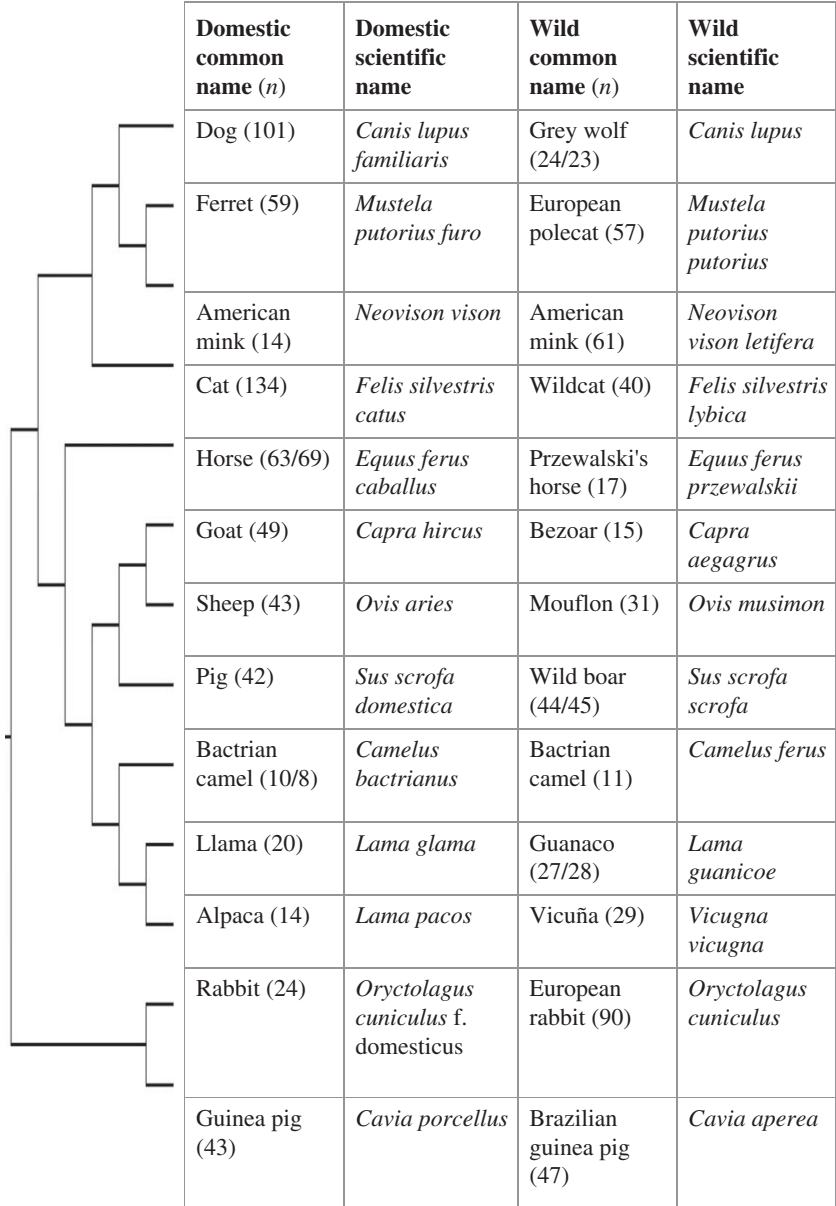 Domestic common name (n) Domestic scientific name Wild common name (n) Wild scientific name
Dog (101) Canis lupus familiaris Grey wolf (24/23) Canis lupus
Ferret (59) Mustela putorius furo European polecat (57) Mustela putorius putorius
American mink (14) Neovison vison American mink (61) Neovison vison letifera
Cat (134) Felis silvestris catus Wildcat (40) Felis silvestris lybica
Horse (63/69) Equus ferus caballus Przewalski's horse (17) Equus ferus przewalskii
Goat (49) Capra hircus Bezoar (15) Capra aegagrus
Sheep (43) Ovis aries Mouflon (31) Ovis musimon
Pig (42) Sus scrofa domestica Wild boar (44/45) Sus scrofa scrofa
Bactrian camel (10/8) Camelus bactrianus Bactrian camel (11) Camelus ferus
Llama (20) Lama glama Guanaco (27/28) Lama guanicoe
Alpaca (14) Lama pacos Vicuña (29) Vicugna vicugna
Rabbit (24) Oryctolagus cuniculus f. domesticus European rabbit (90) Oryctolagus cuniculus
Guinea pig (43) Cavia porcellus Brazilian guinea pig (47) Cavia aperea